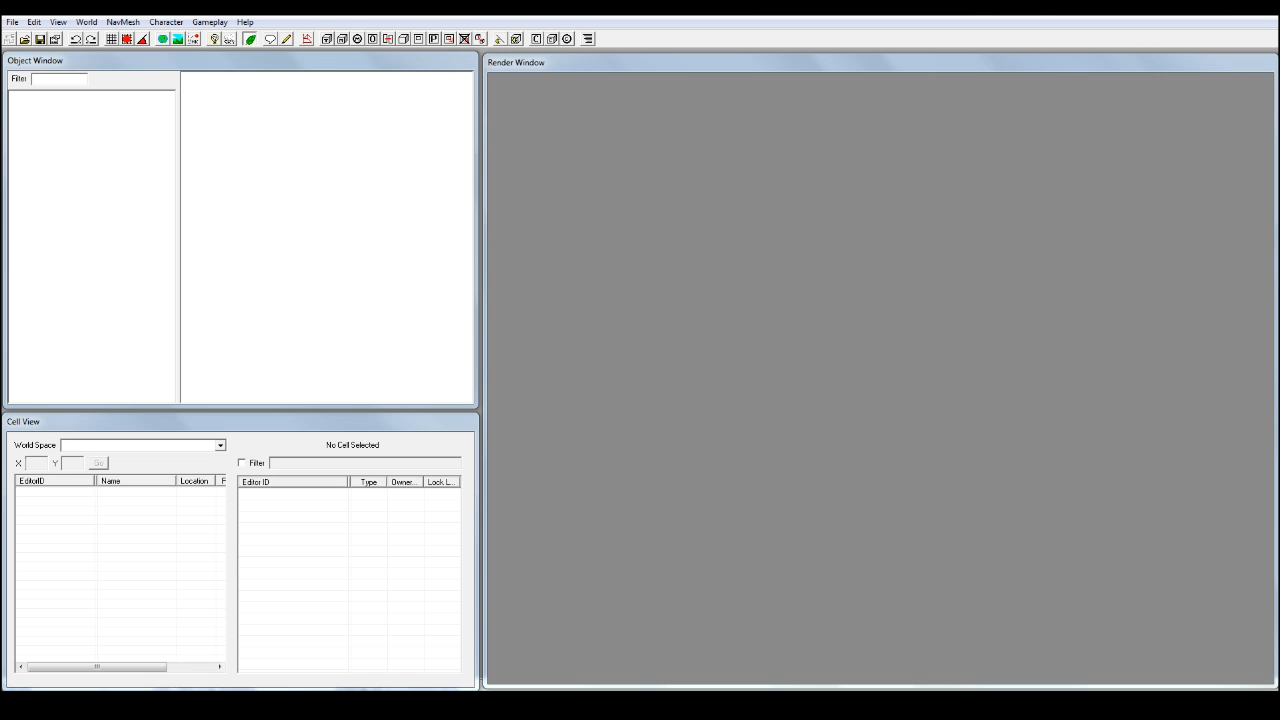 File Edit View World NavMesh Character Gameplay Help
Object Window
Filter
Render Window
Cell View
World Space
No Cell Selected
X Y Go
Filter
EditorID Name Location F
Editor ID Type Owner... Lock L...